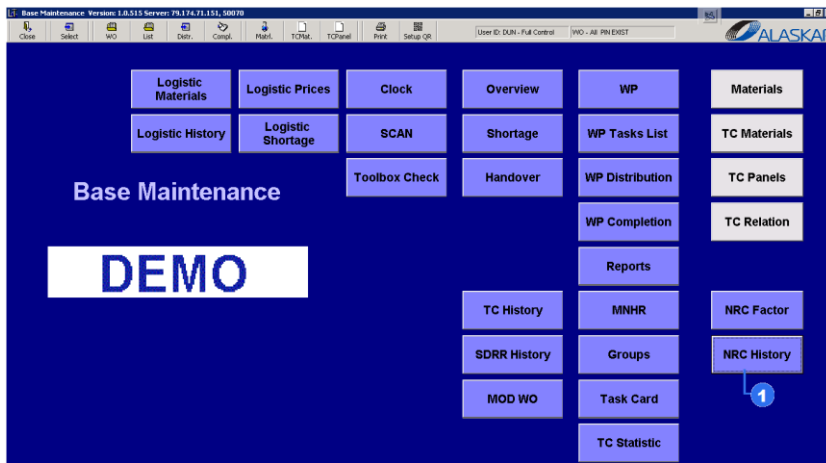 Base Maintenance Version: 1.0.515 Server: 79.174.71.151, 50070
Close Select WO List Distr. Compl. Matrl. TCMat. TCPanel Print Setup QR
User ID: DUN - Full Control WO - All PIN EXIST
ALASKAR
Logistic Materials
Logistic Prices
Clock
Overview
WP
Materials
Logistic History
Logistic Shortage
SCAN
Shortage
WP Tasks List
TC Materials
Toolbox Check
Handover
WP Distribution
TC Panels
Base Maintenance
WP Completion
TC Relation
DEMO
Reports
TC History
MNHR
NRC Factor
SDRR History
Groups
NRC History
MOD WO
Task Card
1
TC Statistic